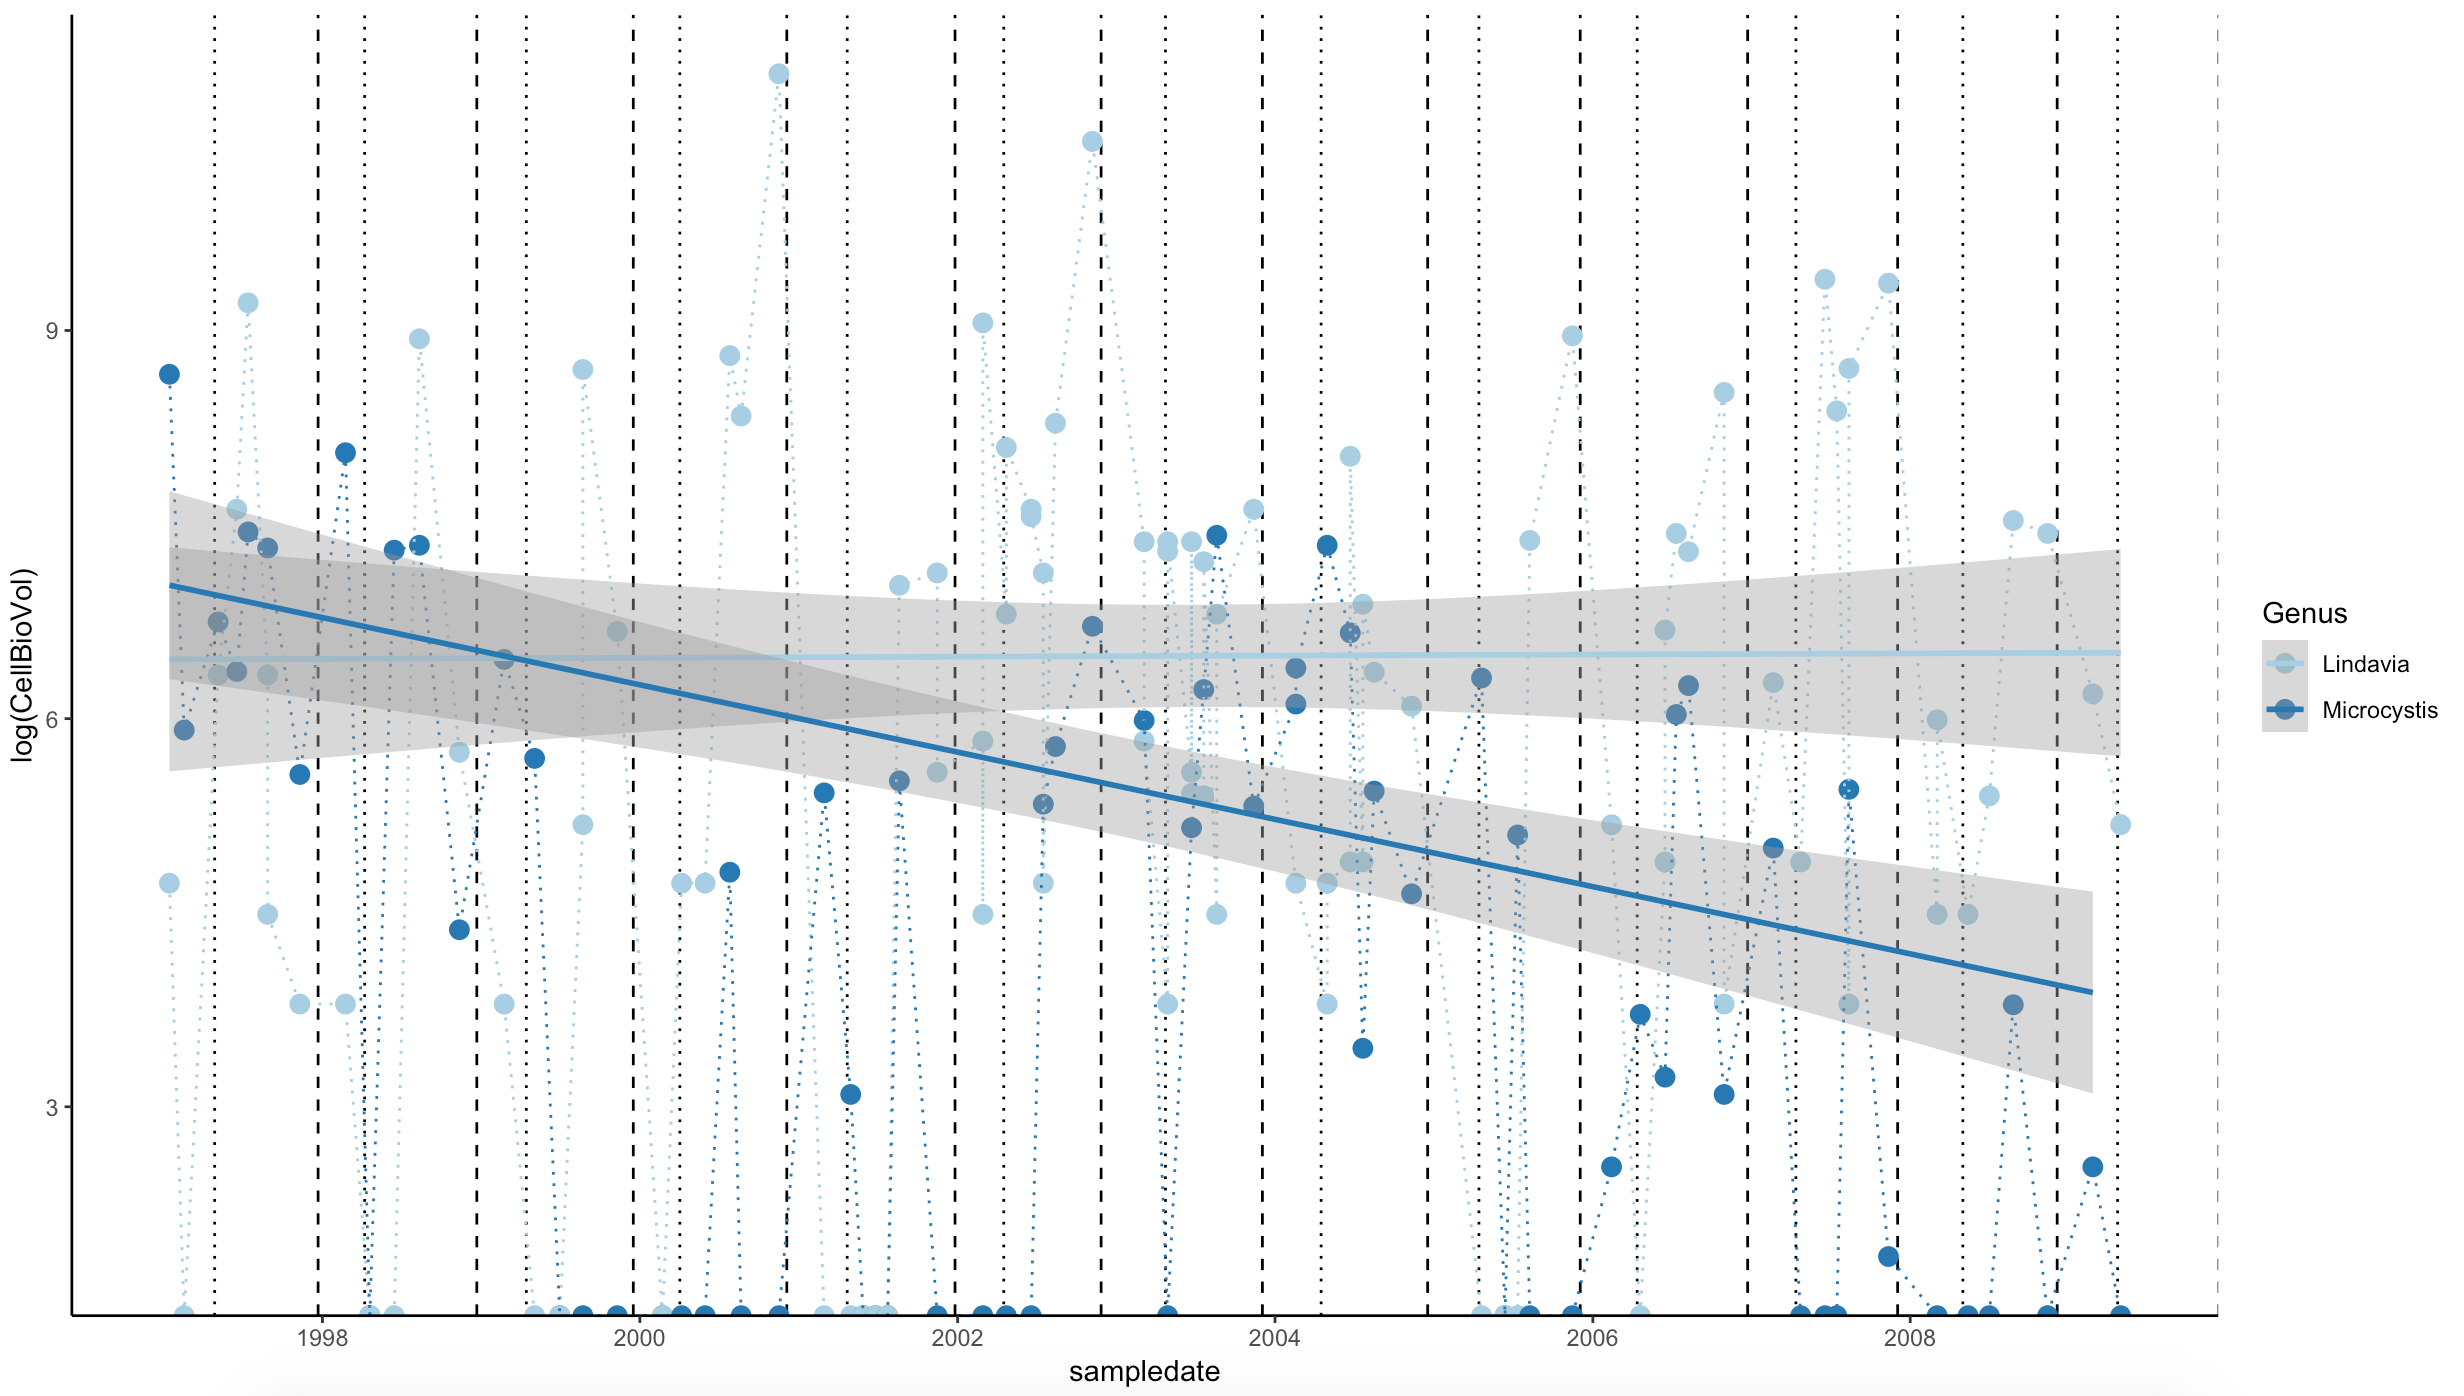 log(CellBioVol)
9
6
3
1998 2000 2002 2004 2006 2008
sampledate
Genus
Lindavia
Microcystis